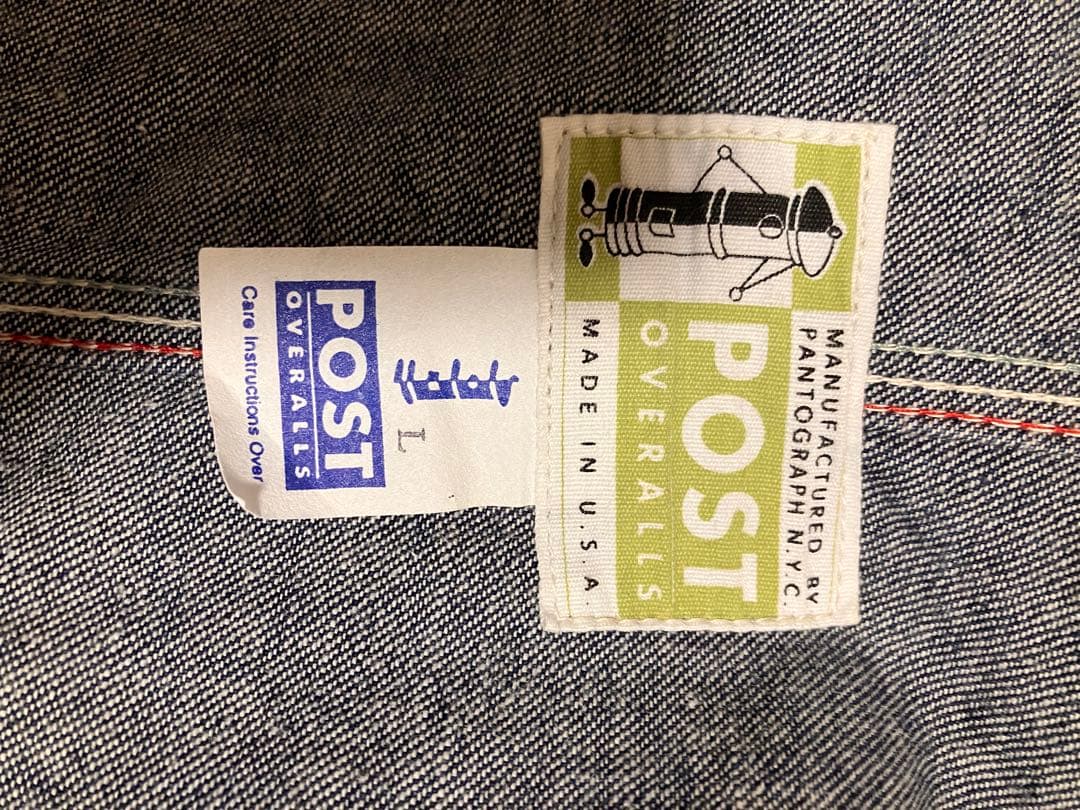 MANUFACTURED BY
PANTOGRAPH N.Y.C.
POST
OVERALLS
MADE IN U.S.A.
L
POST
OVERALLS
Care Instructions Over